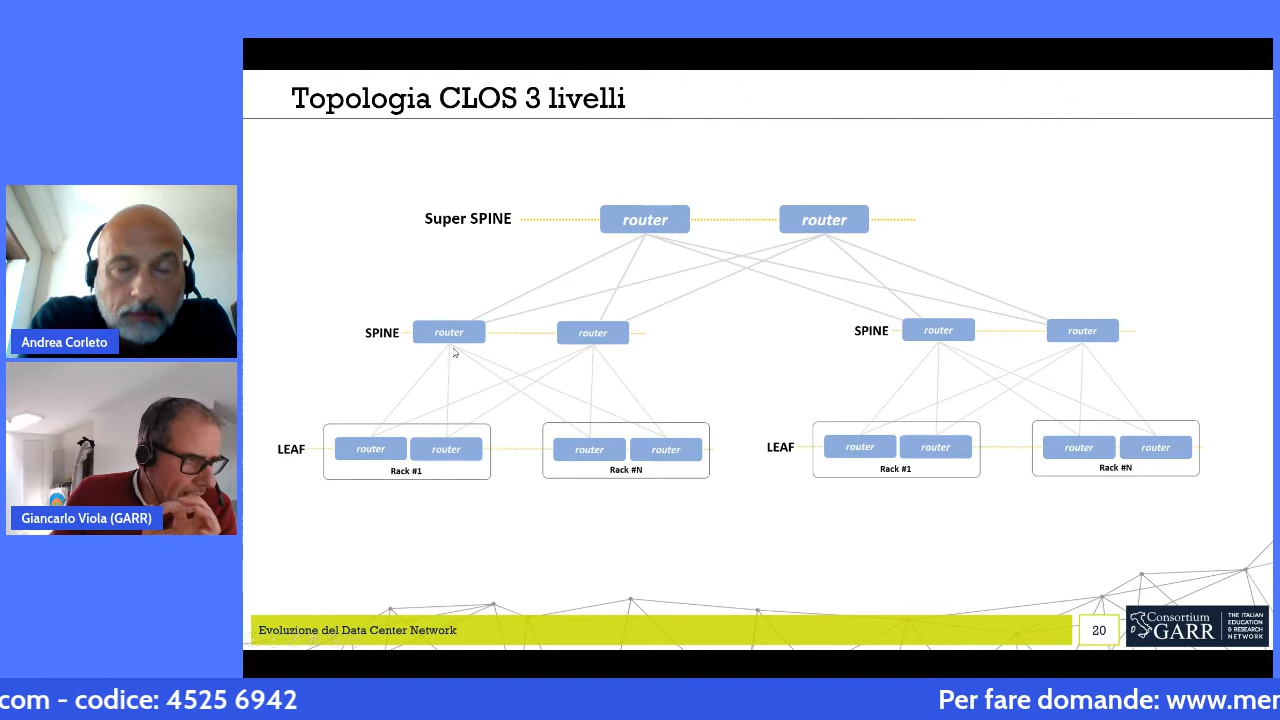 Topologia CLOS 3 livelli
Super SPINE
router
router
SPINE
router
router
SPINE
router
router
LEAF
router
router
Rack #1
router
router
Rack #N
LEAF
router
router
Rack #1
router
router
Rack #N
Andrea Corleto
Giancarlo Viola (GARR)
Evoluzione del Data Center Network
20
Consortium
GARR
THE ITALIAN
EDUCATION
& RESEARCH
NETWORK
com - codice: 4525 6942
Per fare domande: www.mer